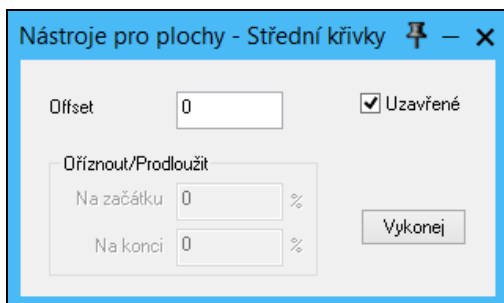 Nástroje pro plochy - Střední křivky
Offset 0 Uzavřené
Oříznout/Prodloužit
Na začátku 0 %
Na konci 0 %
Vykonej